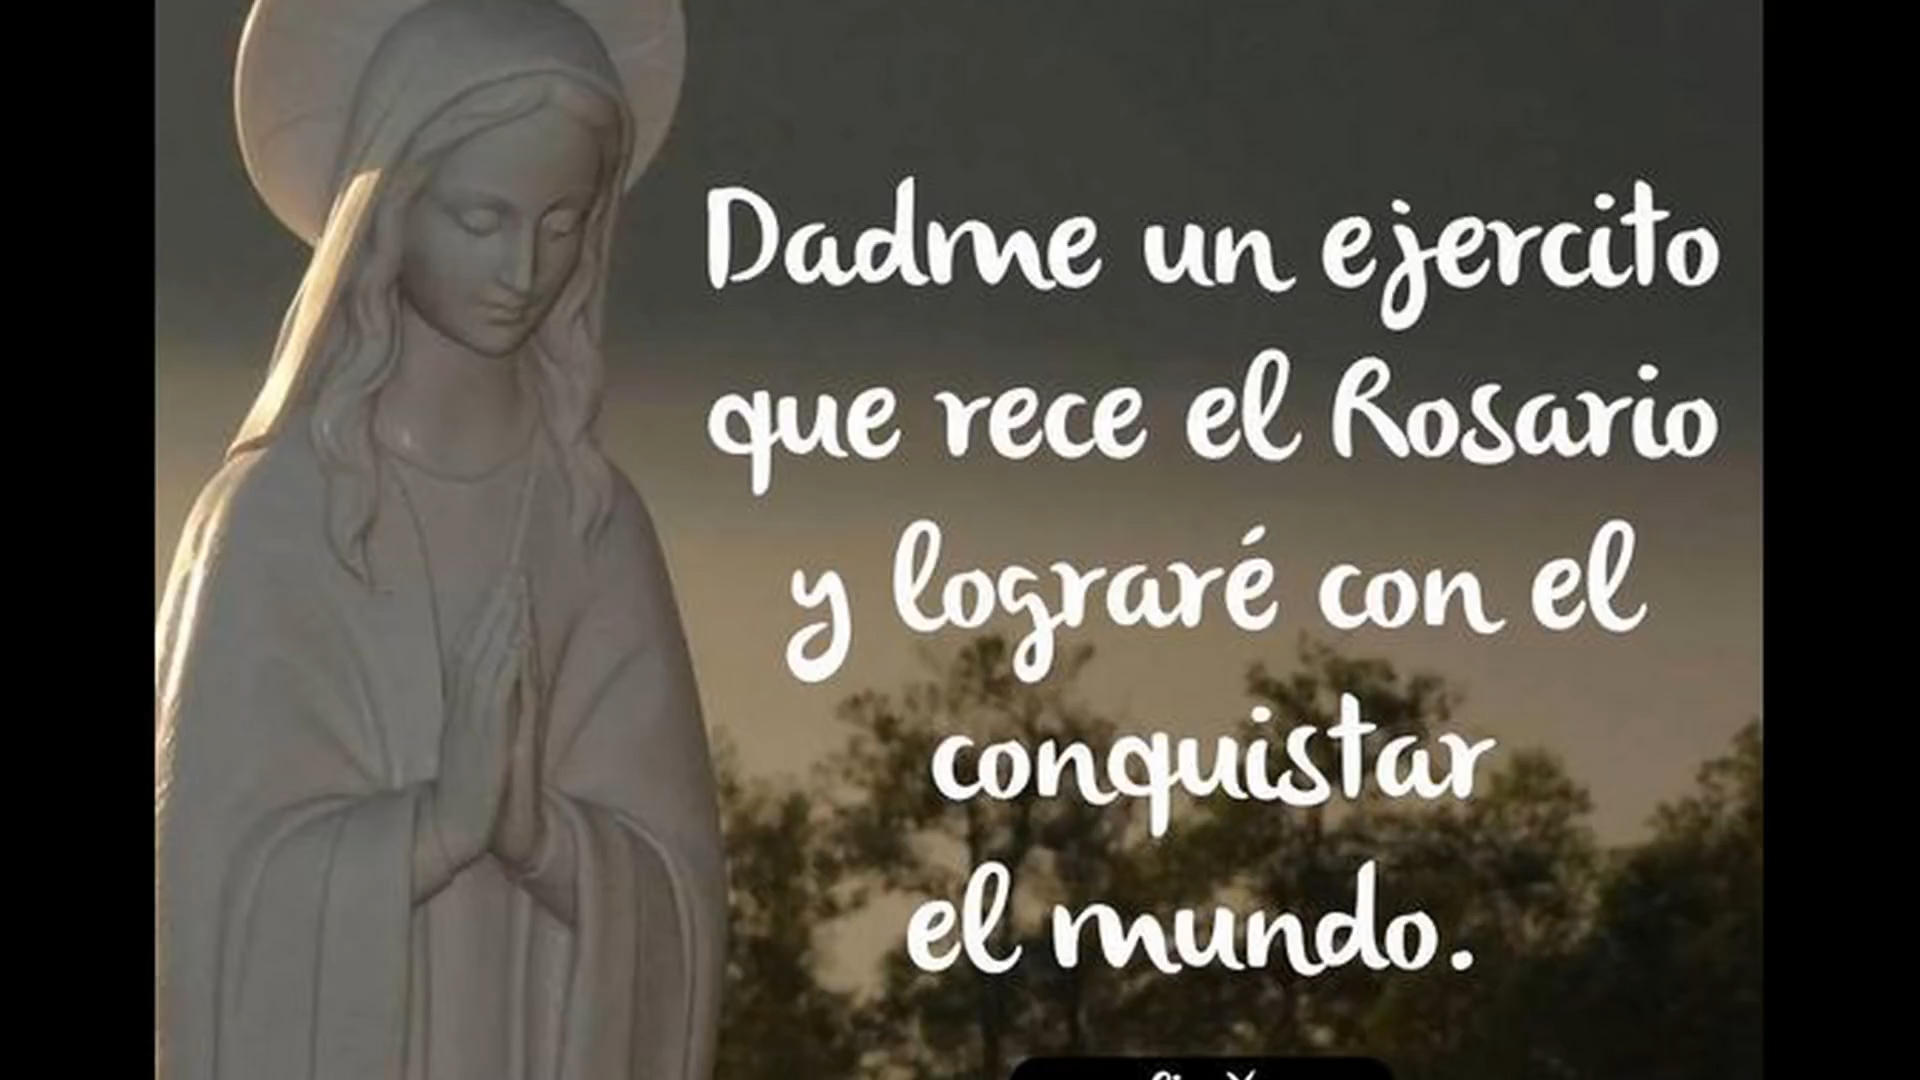 Dadme un ejercito
que rece el Rosario
y lograré con el
conquistar
el mundo.